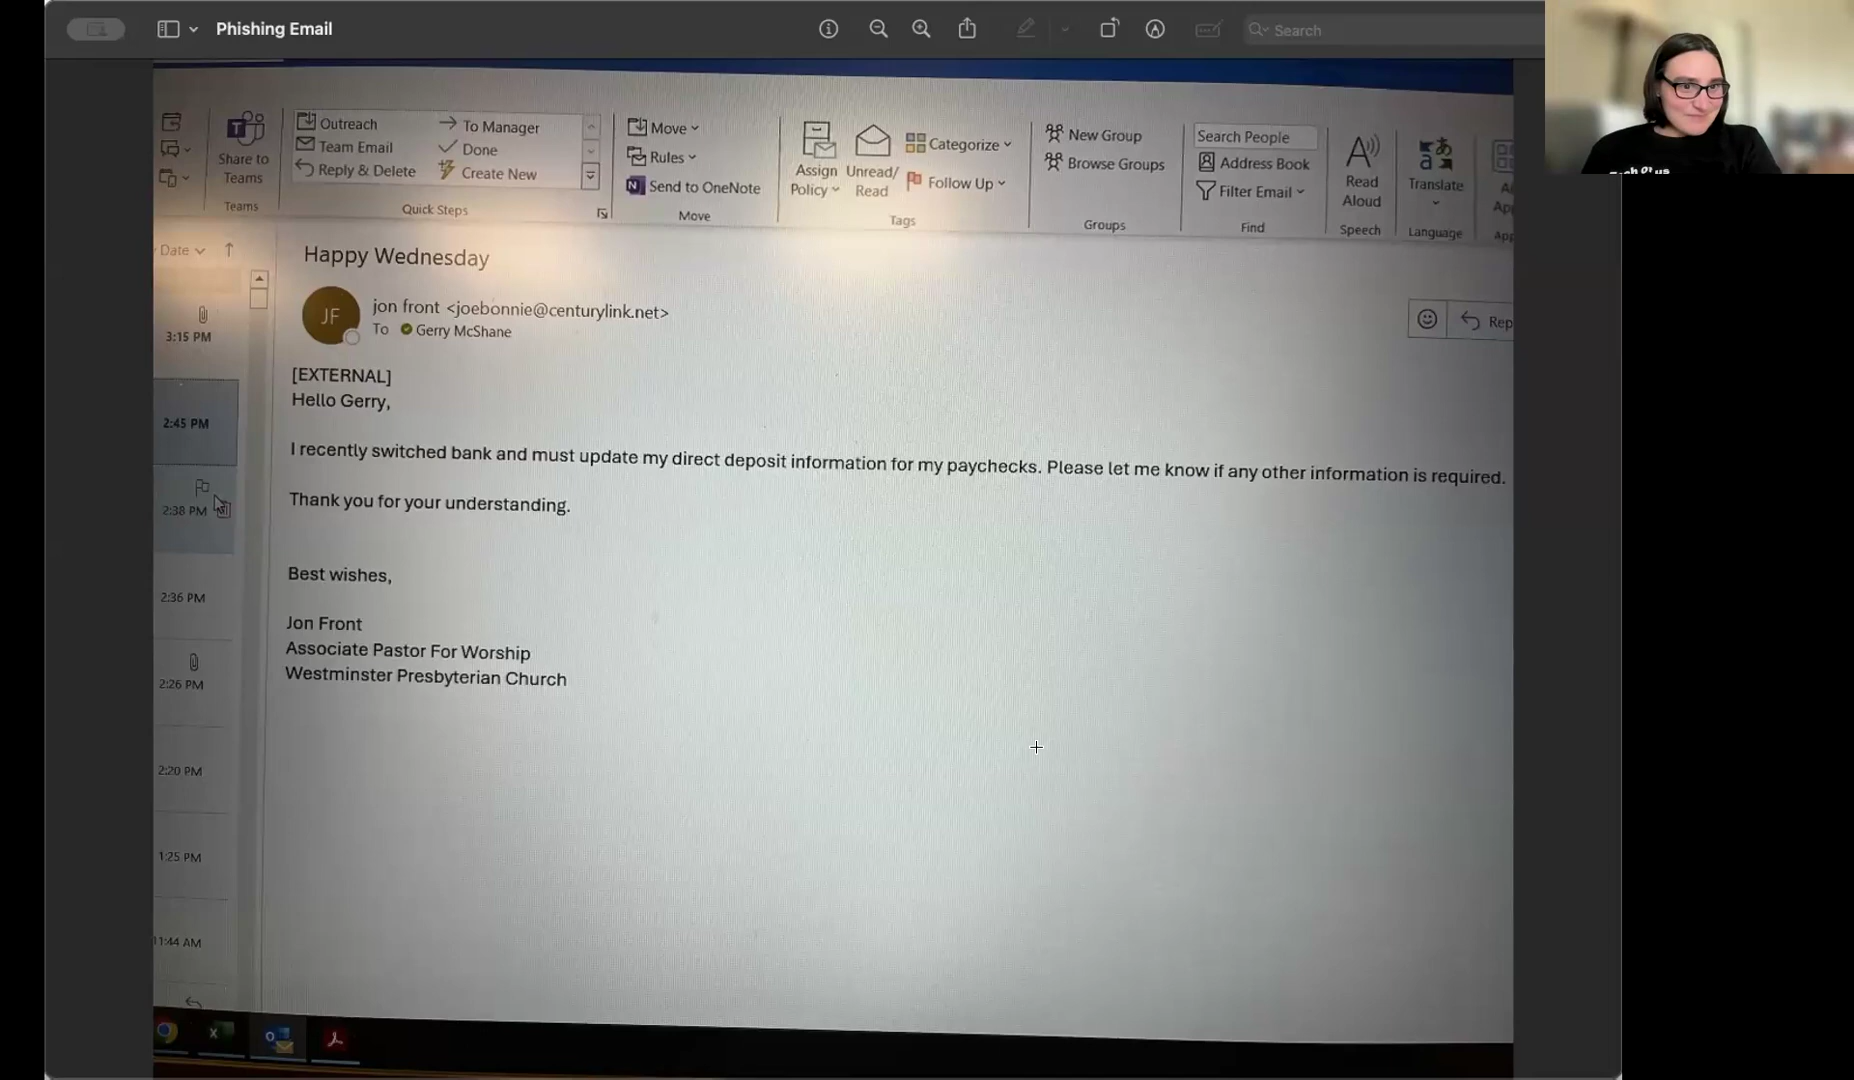 Phishing Email
Search
Share to
Teams
Teams
Outreach
To Manager
Team Email
Done
Reply & Delete
Create New
Quick Steps
Move
Rules
Send to OneNote
Move
Assign
Policy
Unread/
Read
Categorize
Follow Up
Tags
New Group
Browse Groups
Groups
Search People
Address Book
Filter Email
Find
Read
Aloud
Speech
Translate
Language
Date
Happy Wednesday
JF
jon front <joebonnie@centurylink.net>
To Gerry McShane
3:15 PM
2:45 PM
2:38 PM
2:36 PM
2:26 PM
2:20 PM
1:25 PM
11:44 AM
[EXTERNAL]
Hello Gerry,
I recently switched bank and must update my direct deposit information for my paychecks. Please let me know if any other information is required.
Thank you for your understanding.
Best wishes,
Jon Front
Associate Pastor For Worship
Westminster Presbyterian Church